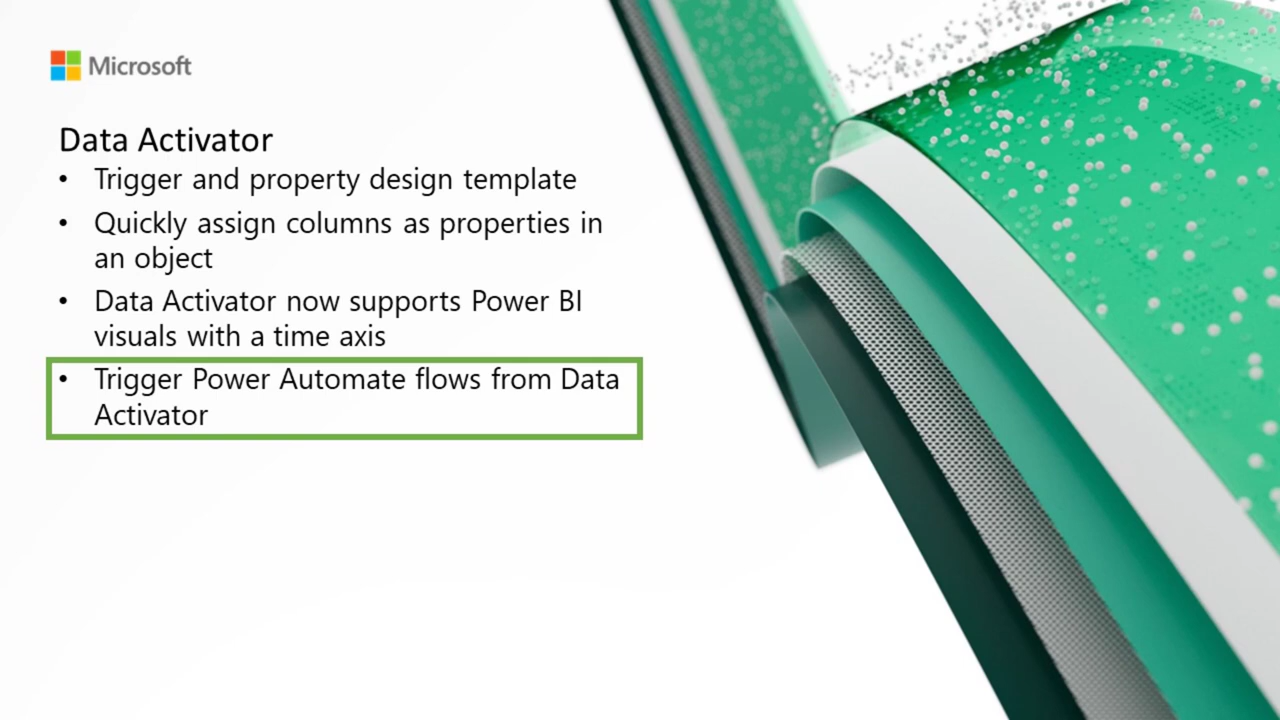 Microsoft
Data Activator
• Trigger and property design template
• Quickly assign columns as properties in
an object
• Data Activator now supports Power BI
visuals with a time axis
• Trigger Power Automate flows from Data
Activator